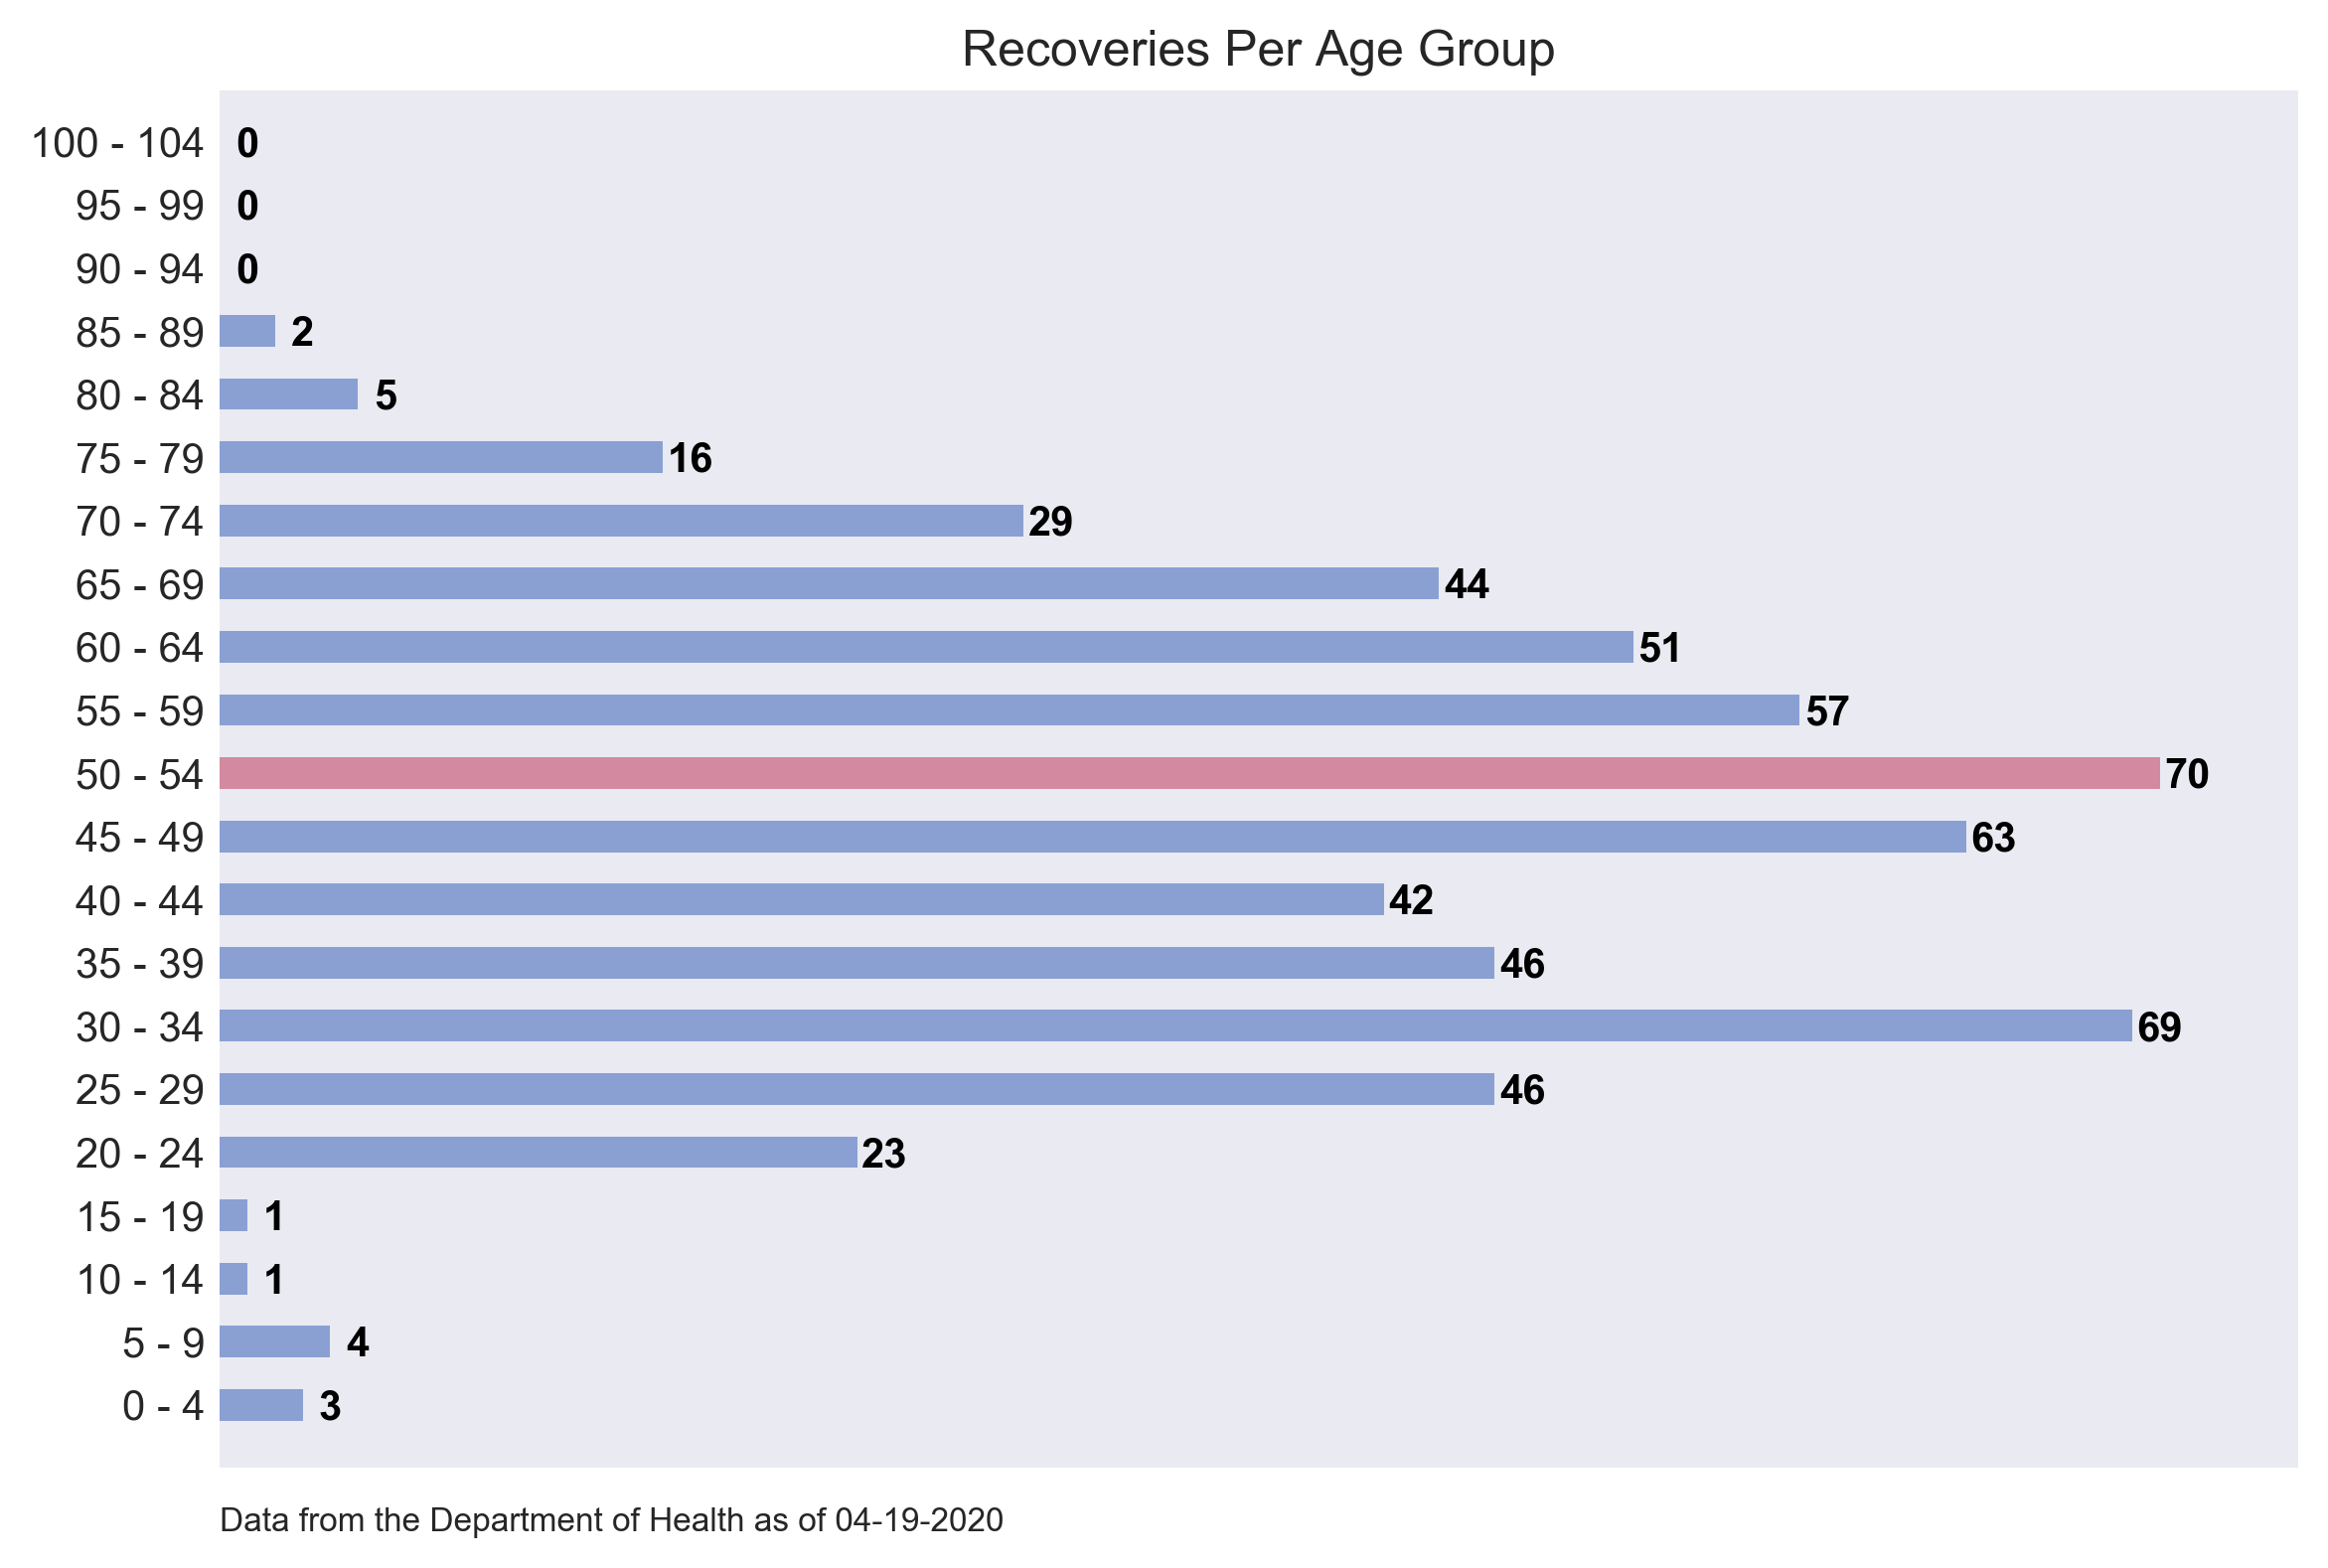 Recoveries Per Age Group
100 - 104 0
95 - 99 0
90 - 94 0
85 - 89 2
80 - 84 5
75 - 79 16
70 - 74 29
65 - 69 44
60 - 64 51
55 - 59 57
50 - 54 70
45 - 49 63
40 - 44 42
35 - 39 46
30 - 34 69
25 - 29 46
20 - 24 23
15 - 19 1
10 - 14 1
5 - 9 4
0 - 4 3
Data from the Department of Health as of 04-19-2020